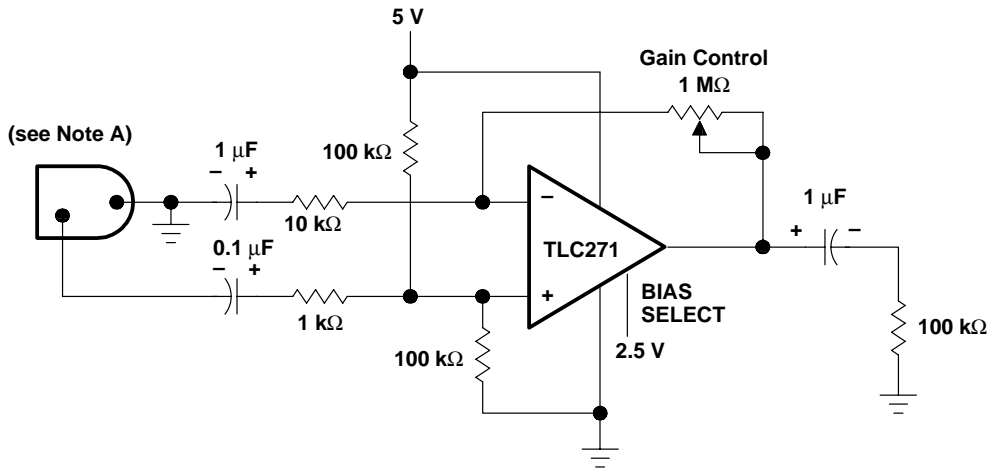 5 V
Gain Control
1 MΩ
(see Note A)
1 μF
− +
100 kΩ
10 kΩ
−
1 μF
+ −
0.1 μF
− +
TLC271
1 kΩ
+
BIAS
SELECT
100 kΩ
2.5 V
100 kΩ